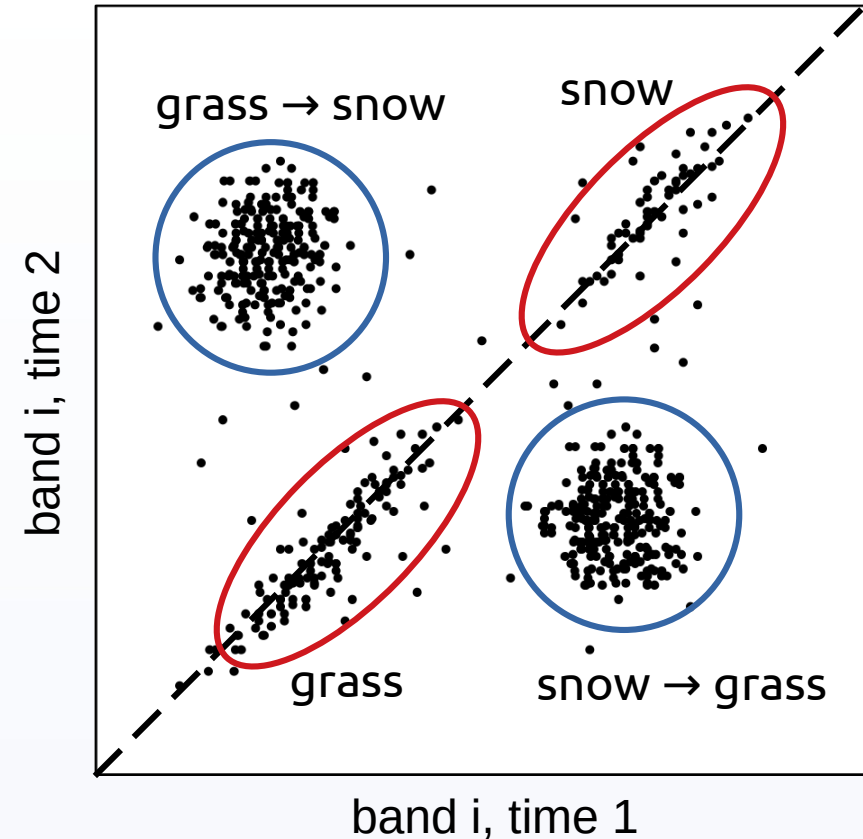 snow
grass → snow
band i, time 2
grass
snow → grass
band i, time 1